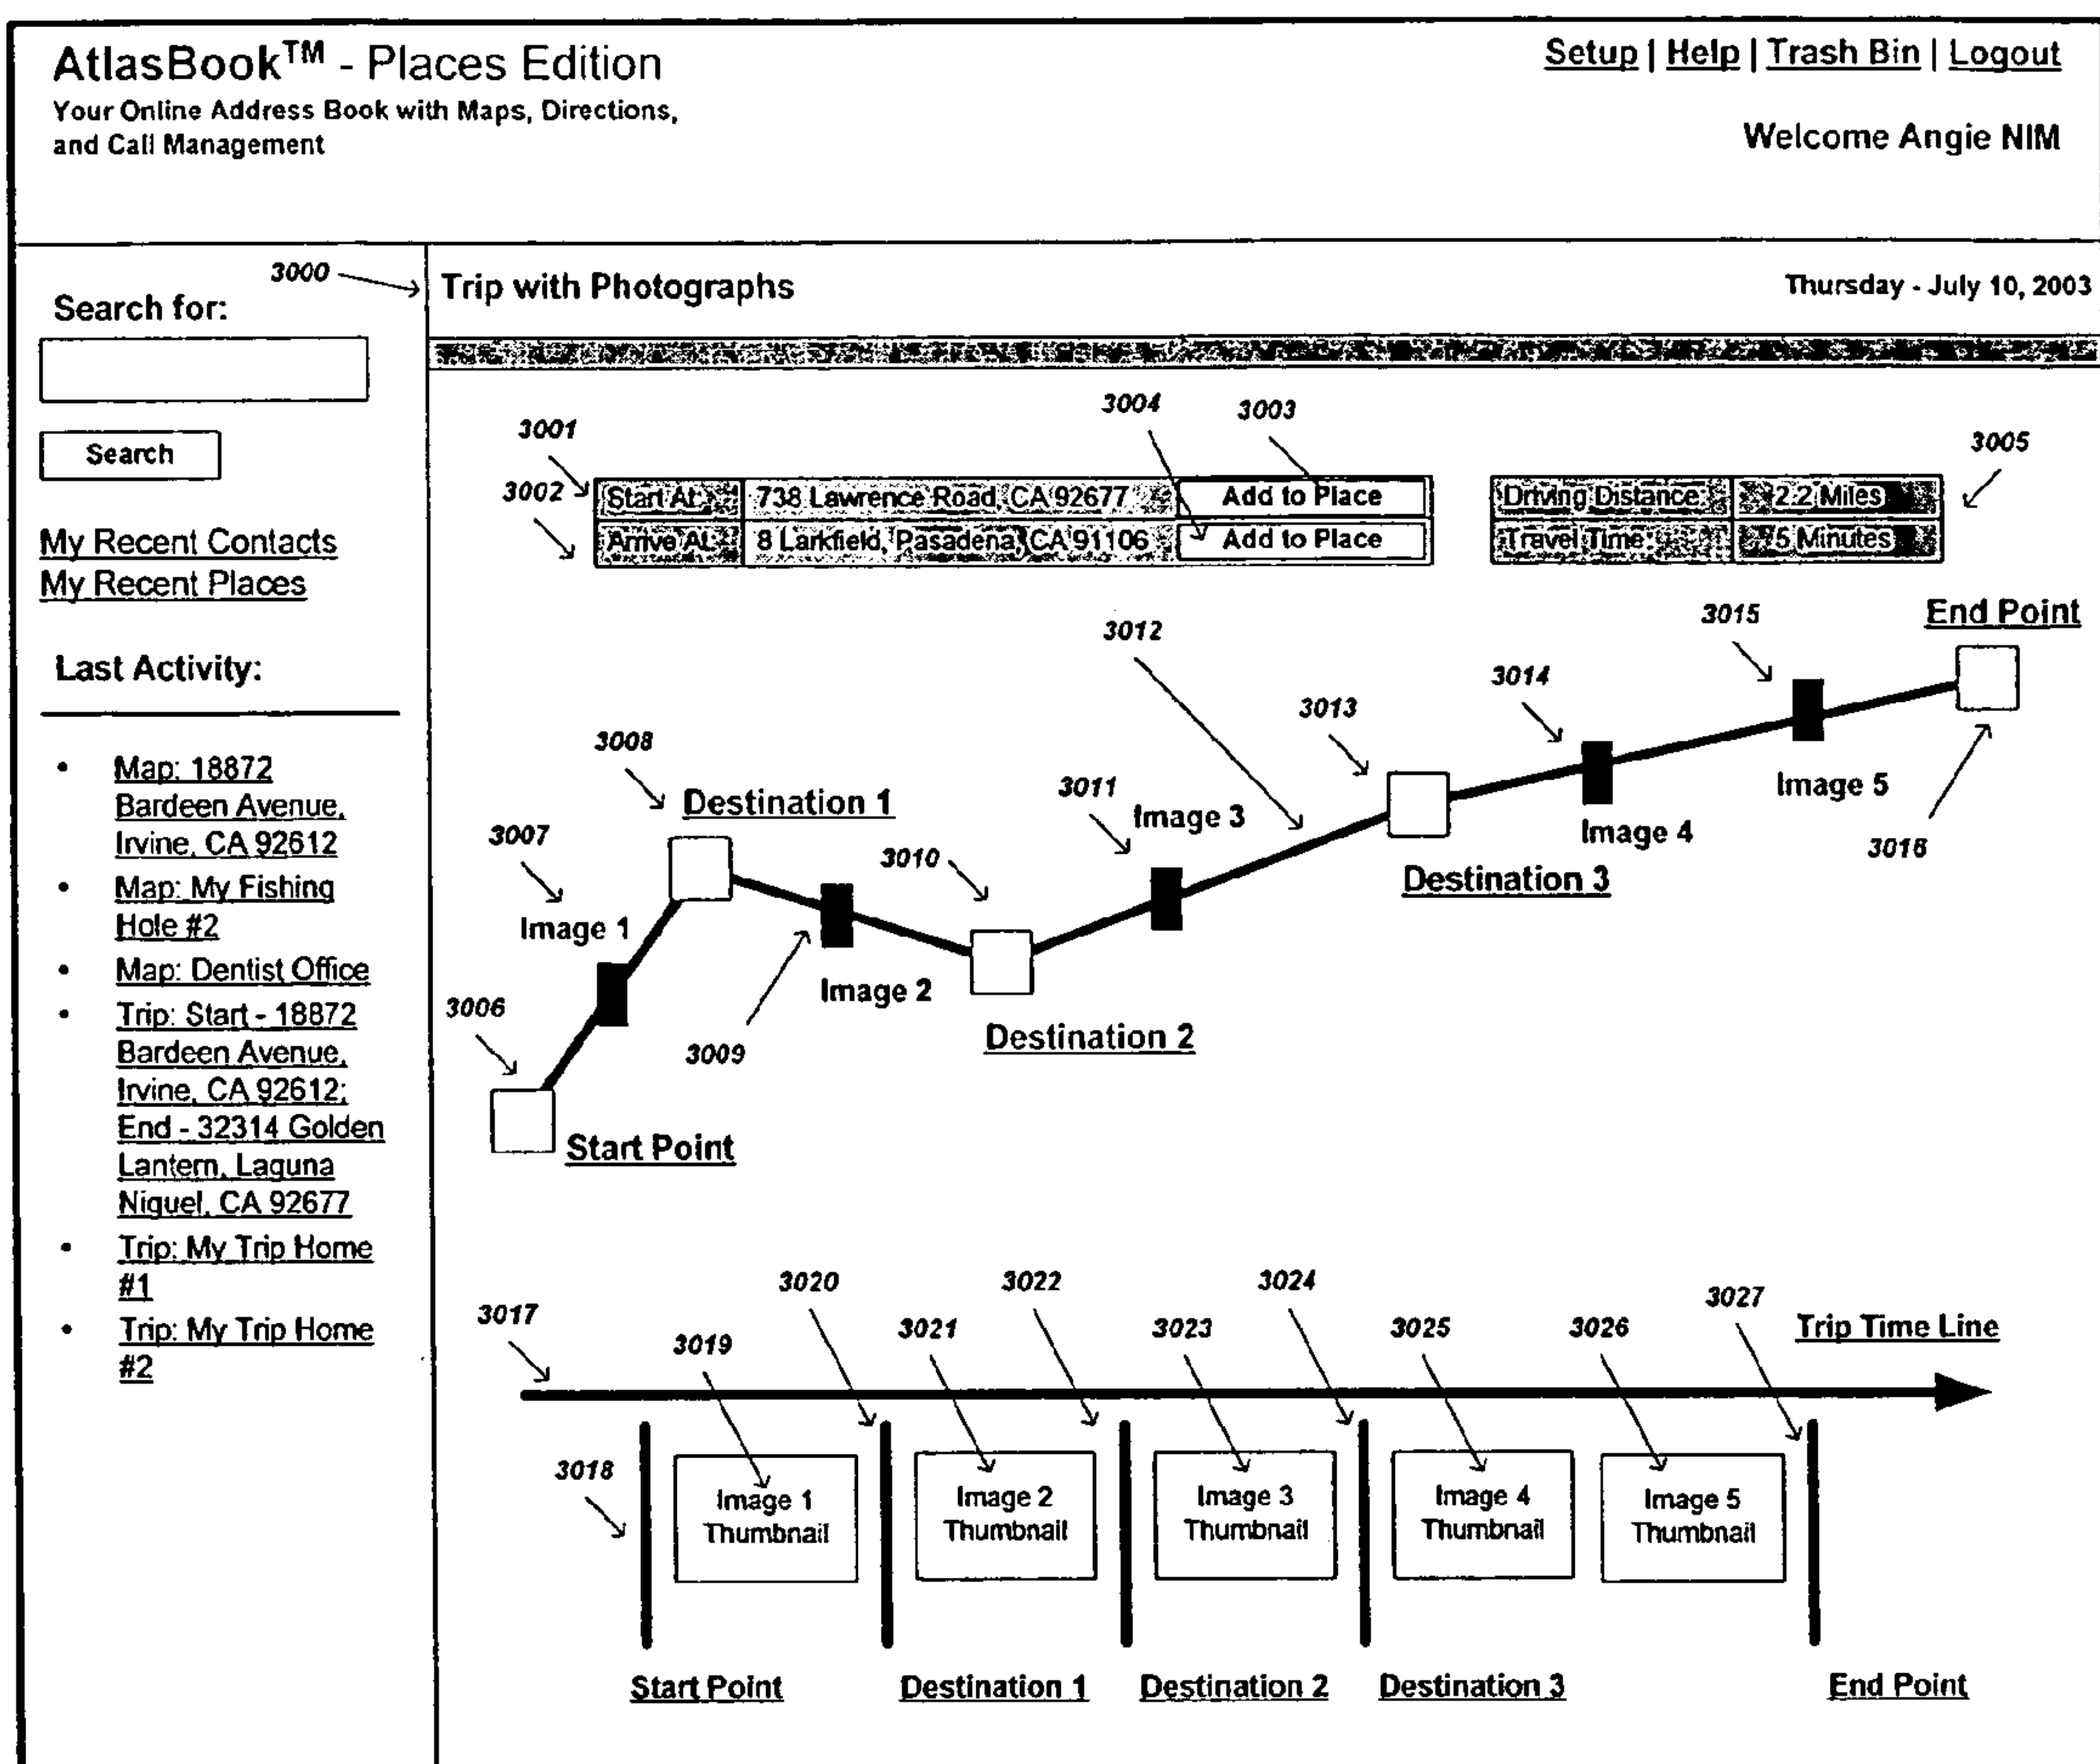 AtlasBook™ - Places Edition
Your Online Address Book with Maps, Directions,
and Call Management
Setup | Help | Trash Bin | Logout
Welcome Angie NIM
3000
Search for:
Search
My Recent Contacts
My Recent Places
Last Activity:
• Map: 18872
Bardeen Avenue,
Irvine, CA 92612
• Map: My Fishing
Hole #2
• Map: Dentist Office
• Trip: Start - 18872
Bardeen Avenue,
Irvine, CA 92612;
End - 32314 Golden
Lantern, Laguna
Niguel, CA 92677
• Trip: My Trip Home
#1
• Trip: My Trip Home
#2
Trip with Photographs
Thursday - July 10, 2003
3004
3003
3001
3005
3002
Start At: 738 Lawrence Road, CA 92677 Add to Place
Arrive At: 8 Larkfield, Pasadena, CA 91106 Add to Place
Driving Distance: 2.2 Miles
Travel Time: 75 Minutes
3012
3015
End Point
3014
3013
3008
3011
Image 5
Destination 1
Image 3
3007
3010
Image 4
3016
Destination 3
Image 1
Image 2
3006
3009
Destination 2
Start Point
3020
3022
3024
3027
3017
3019
3021
3023
3025
3026
Trip Time Line
3018
Image 1
Thumbnail
Image 2
Thumbnail
Image 3
Thumbnail
Image 4
Thumbnail
Image 5
Thumbnail
Start Point
Destination 1
Destination 2
Destination 3
End Point